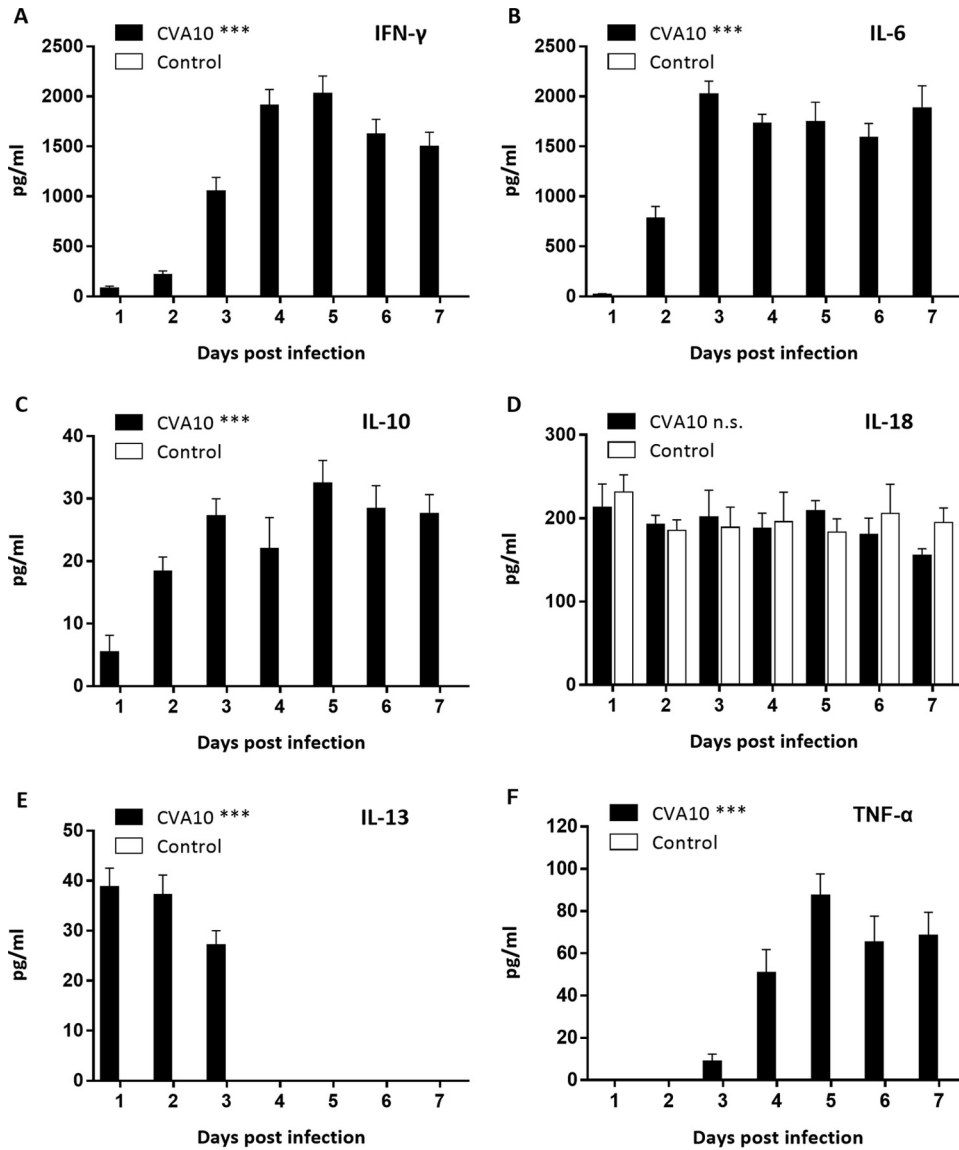 A
CVA10 ***
Control
IFN-γ
2500
2000
1500
1000
500
0
pg/ml
1 2 3 4 5 6 7
Days post infection
B
CVA10 ***
Control
IL-6
2500
2000
1500
1000
500
0
pg/ml
1 2 3 4 5 6 7
Days post infection
C
CVA10 ***
Control
IL-10
40
30
20
10
0
pg/ml
1 2 3 4 5 6 7
Days post infection
D
CVA10 n.s.
Control
IL-18
300
200
100
0
pg/ml
1 2 3 4 5 6 7
Days post infection
E
CVA10 ***
Control
IL-13
50
40
30
20
10
0
pg/ml
1 2 3 4 5 6 7
Days post infection
F
CVA10 ***
Control
TNF-α
120
100
80
60
40
20
0
pg/ml
1 2 3 4 5 6 7
Days post infection